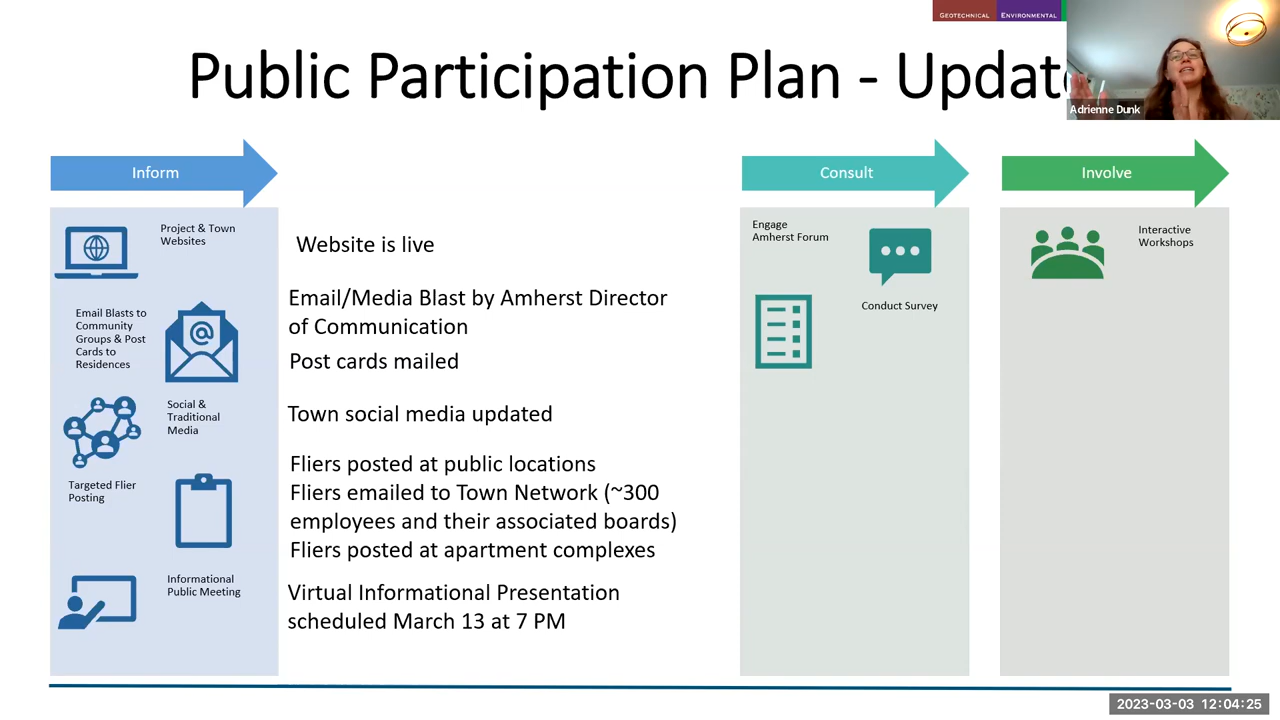 GEOTECHNICAL
ENVIRONMENTAL
Public Participation Plan - Updat
Adrienne Dunk
Inform
Consult
Involve
Project & Town
Websites
Website is live
Email Blasts to
Community
Groups & Post
Cards to
Residences
Email/Media Blast by Amherst Director
of Communication
Post cards mailed
Social &
Traditional
Media
Town social media updated
Targeted Flier
Posting
Fliers posted at public locations
Fliers emailed to Town Network (~300
employees and their associated boards)
Fliers posted at apartment complexes
Informational
Public Meeting
Virtual Informational Presentation
scheduled March 13 at 7 PM
Engage
Amherst Forum
Conduct Survey
Interactive
Workshops
2023-03-03 12:04:25